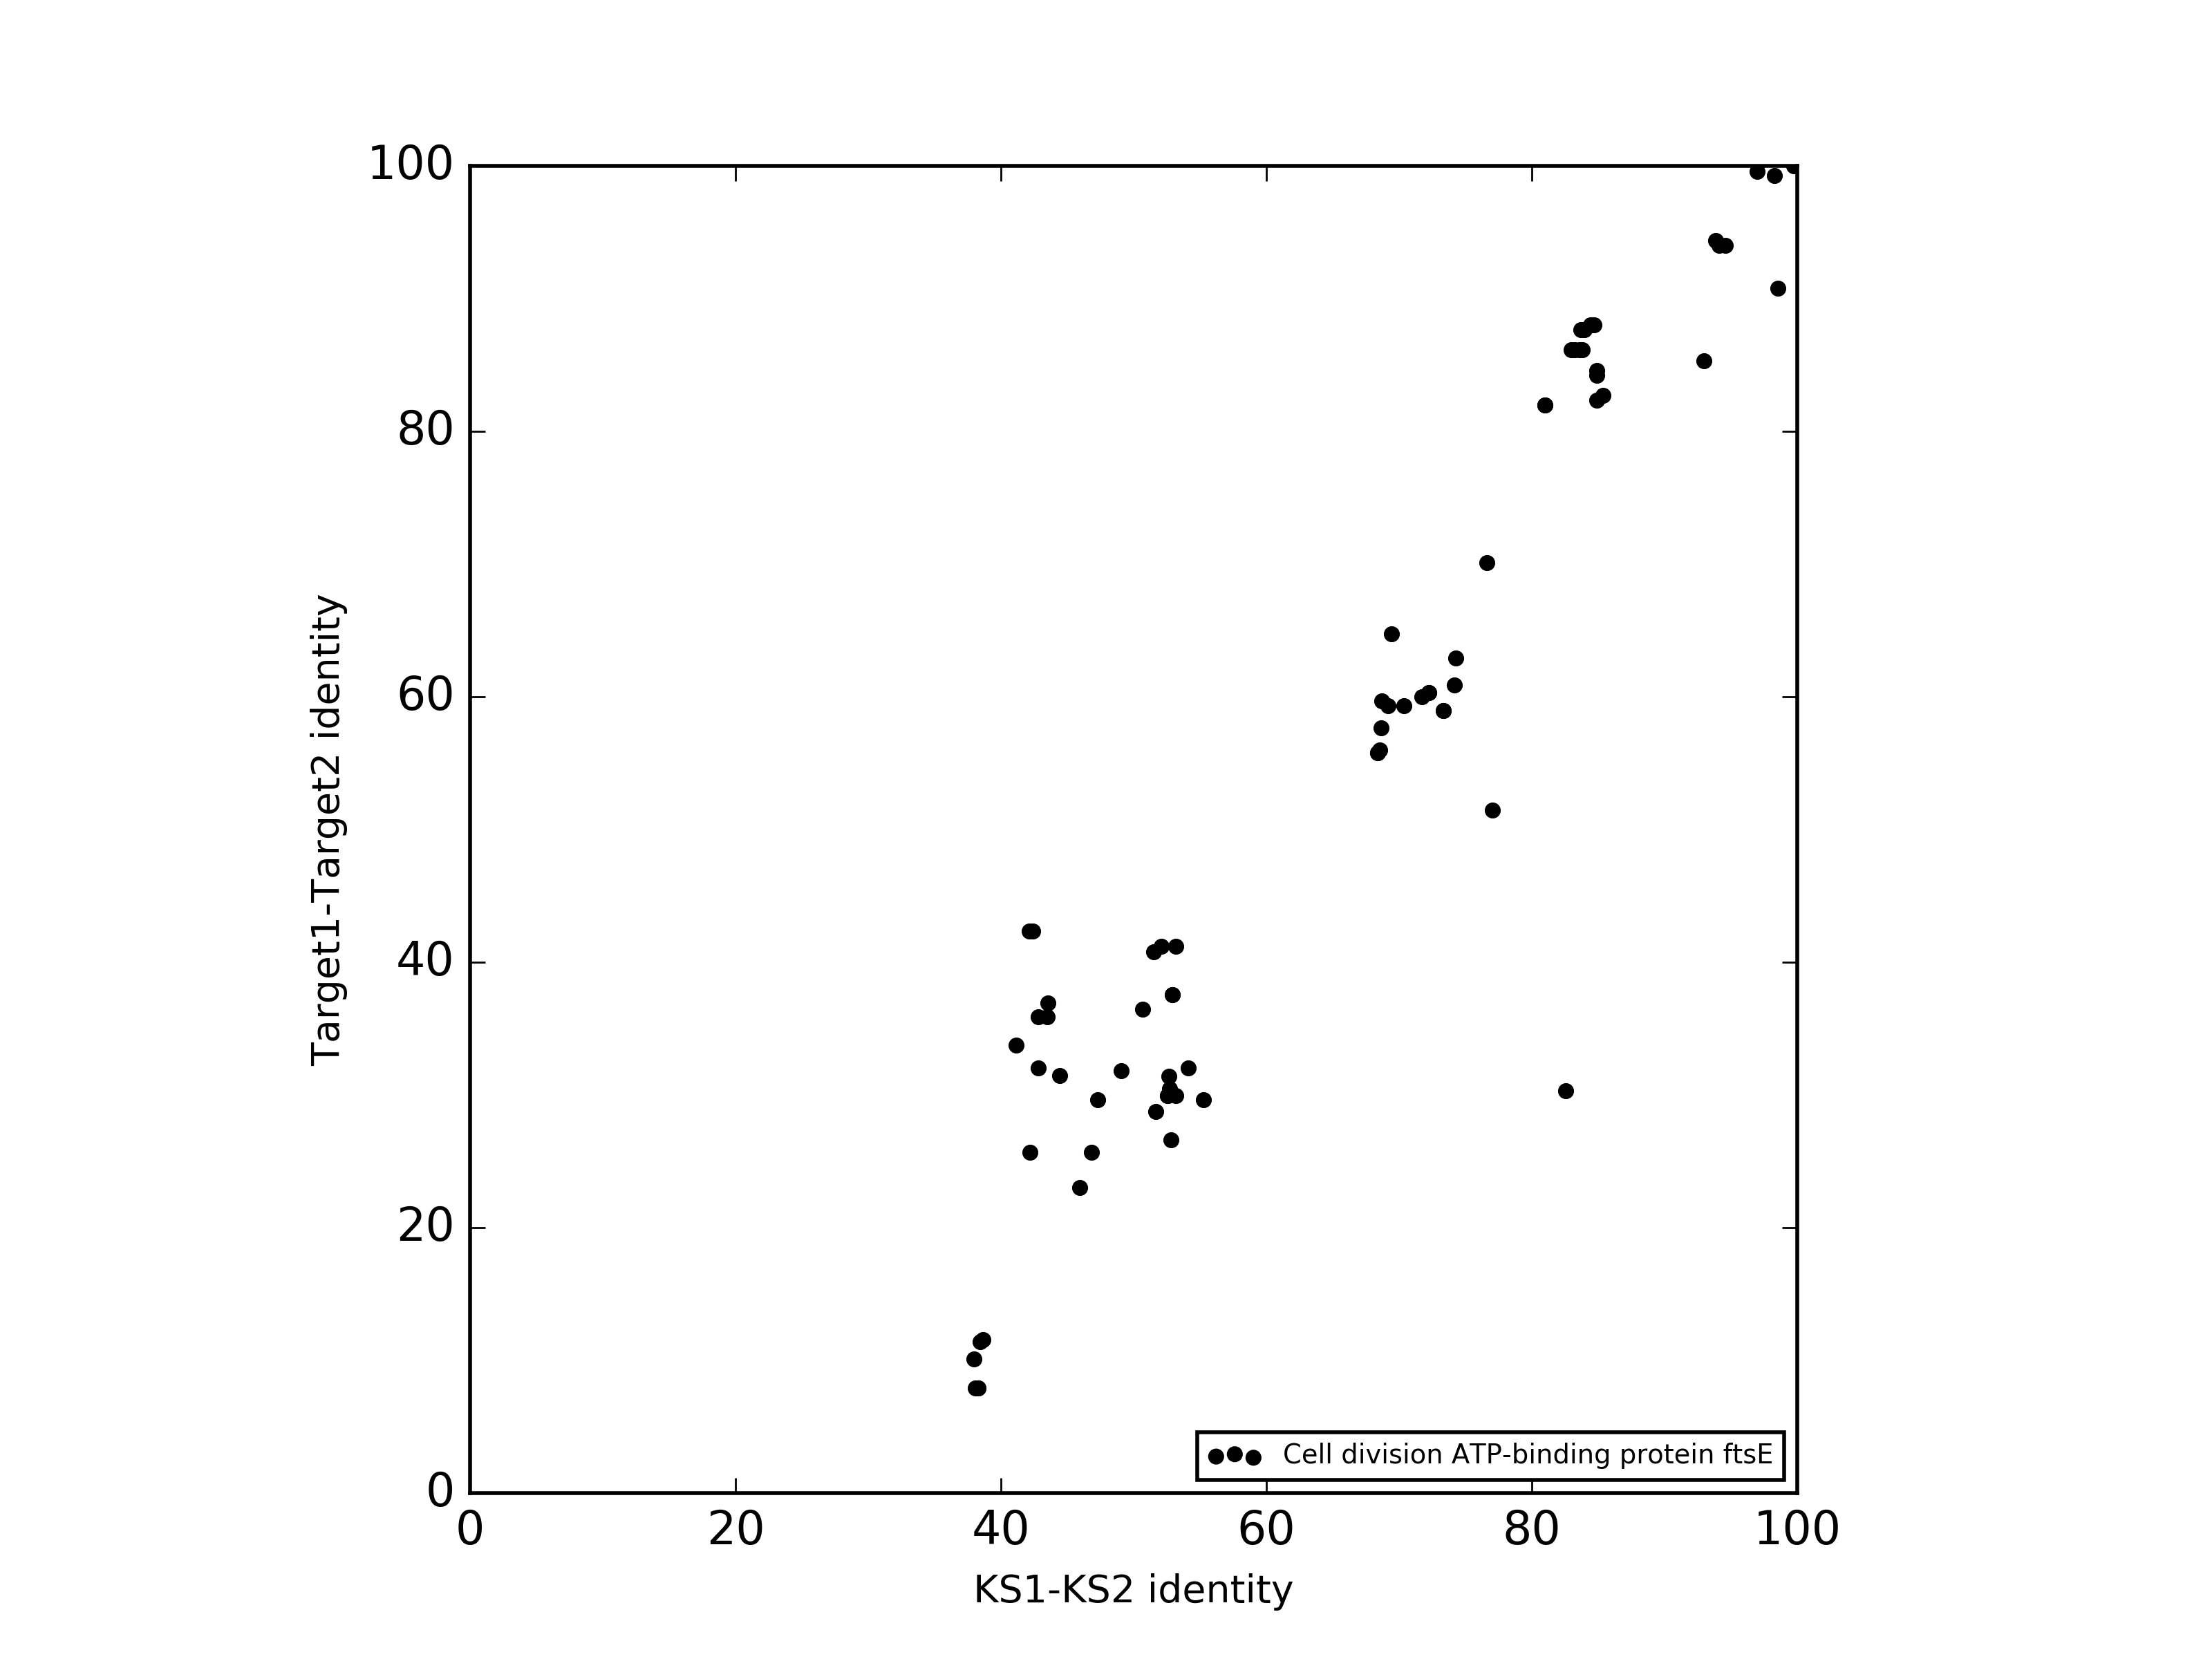 100
80
60
40
20
0
0 20 40 60 80 100
Target1-Target2 identity
KS1-KS2 identity
Cell division ATP-binding protein ftsE